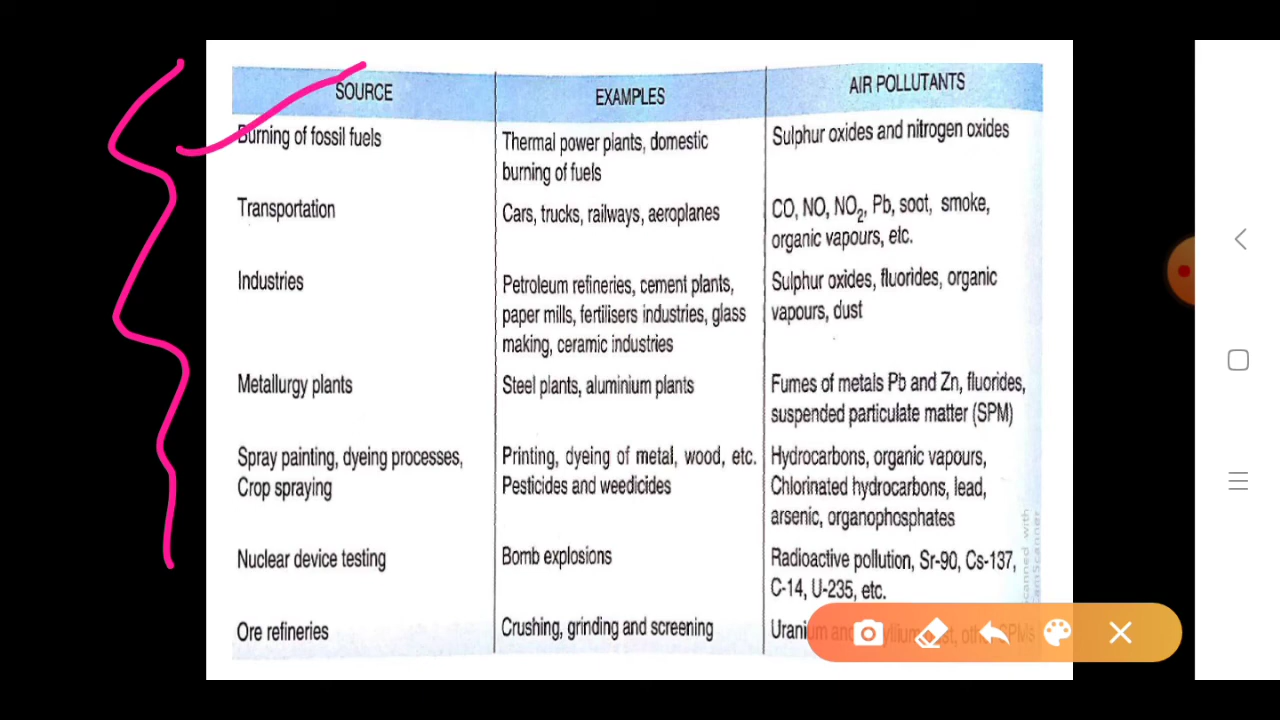 SOURCE EXAMPLES AIR POLLUTANTS
Burning of fossil fuels Thermal power plants, domestic Sulphur oxides and nitrogen oxides
burning of fuels
Transportation Cars, trucks, railways, aeroplanes CO, NO, NO₂, Pb, soot, smoke,
organic vapours, etc.
Industries Petroleum refineries, cement plants, Sulphur oxides, fluorides, organic
paper mills, fertilisers industries, glass vapours, dust
making, ceramic industries
Metallurgy plants Steel plants, aluminium plants Fumes of metals Pb and Zn, fluorides,
suspended particulate matter (SPM)
Spray painting, dyeing processes, Printing, dyeing of metal, wood, etc. Hydrocarbons, organic vapours,
Crop spraying Pesticides and weedicides Chlorinated hydrocarbons, lead,
arsenic, organophosphates
Nuclear device testing Bomb explosions Radioactive pollution, Sr-90, Cs-137,
C-14, U-235, etc.
Ore refineries Crushing, grinding and screening Uranium and